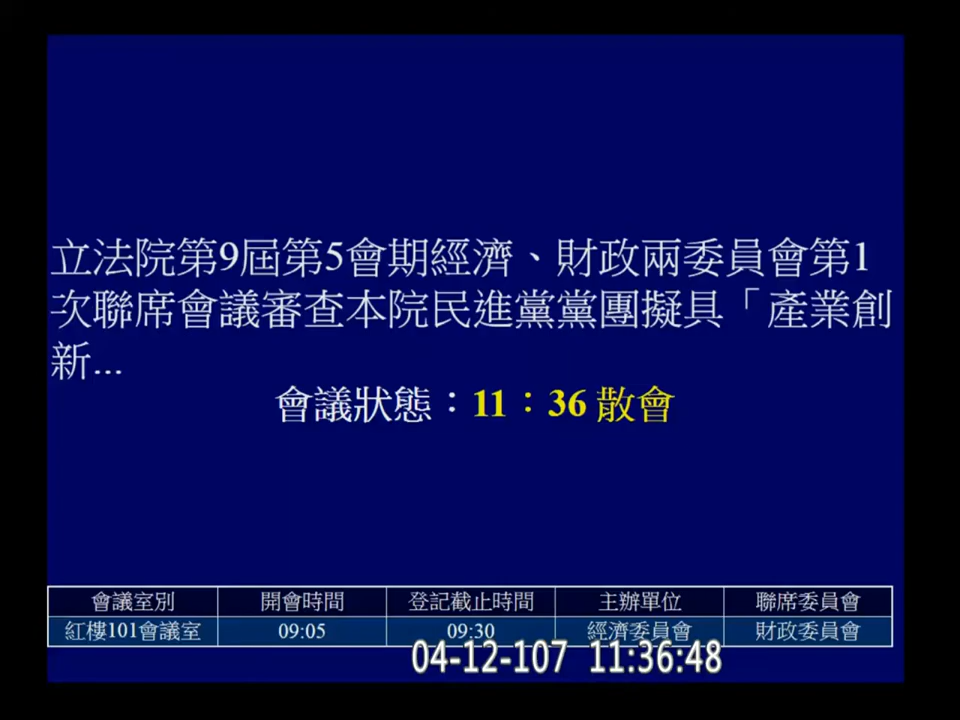 立法院第9屆第5會期經濟、財政兩委員會第1
次聯席會議審查本院民進黨黨團擬具「產業創
新...
會議狀態：11：36 散會
會議室別 開會時間 登記截止時間 主辦單位 聯席委員會
紅樓101會議室 09:05 09:30 經濟委員會 財政委員會
04-12-107 11:36:48